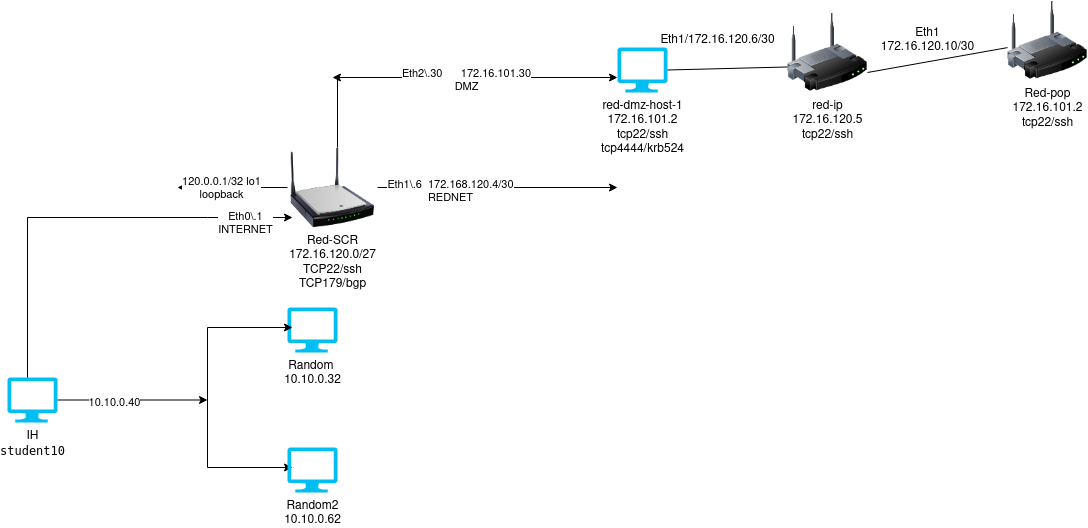 Eth1
172.16.120.10/30
Eth1/172.16.120.6/30
Eth2\.30 172.16.101.30
DMZ
red-dmz-host-1
172.16.101.2
tcp22/ssh
tcp4444/krb524
red-ip
172.16.120.5
tcp22/ssh
Red-pop
172.16.101.2
tcp22/ssh
120.0.0.1/32 lo1
loopback
Eth1\.6 172.168.120.4/30
REDNET
Eth0\.1
INTERNET
Red-SCR
172.16.120.0/27
TCP22/ssh
TCP179/bgp
Random
10.10.0.32
10.10.0.40
IH
student10
Random2
10.10.0.62